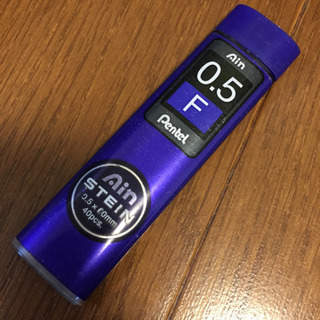 Ain
0.5
F
Pentel
Ain
STEIN
0.5 × 60mm
40pcs.